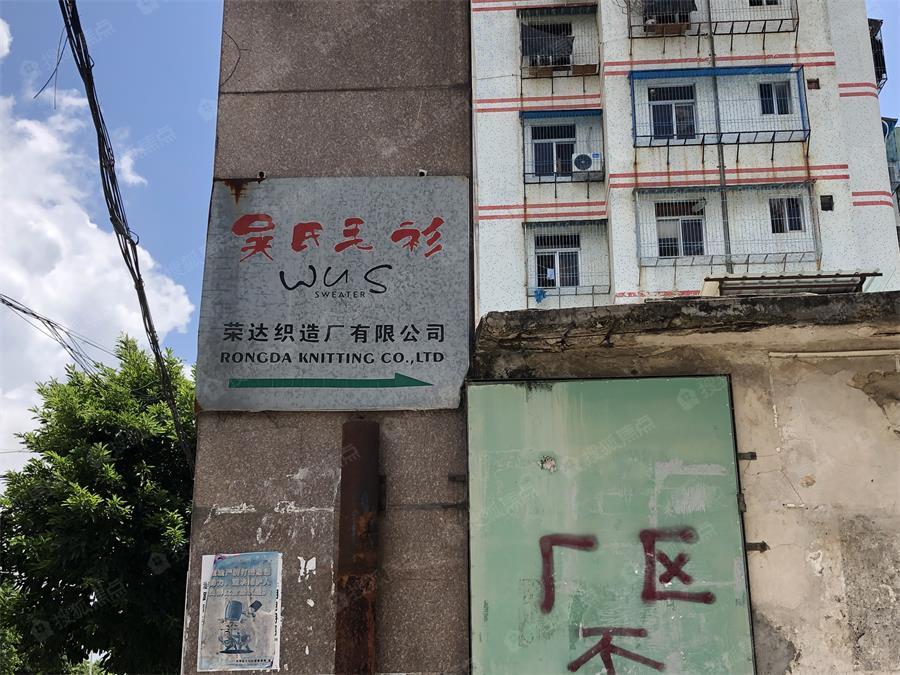 吴氏毛衫
WUS
SWEATER
荣达织造厂有限公司
RONGDA KNITTING CO.,LTD
厂区
不